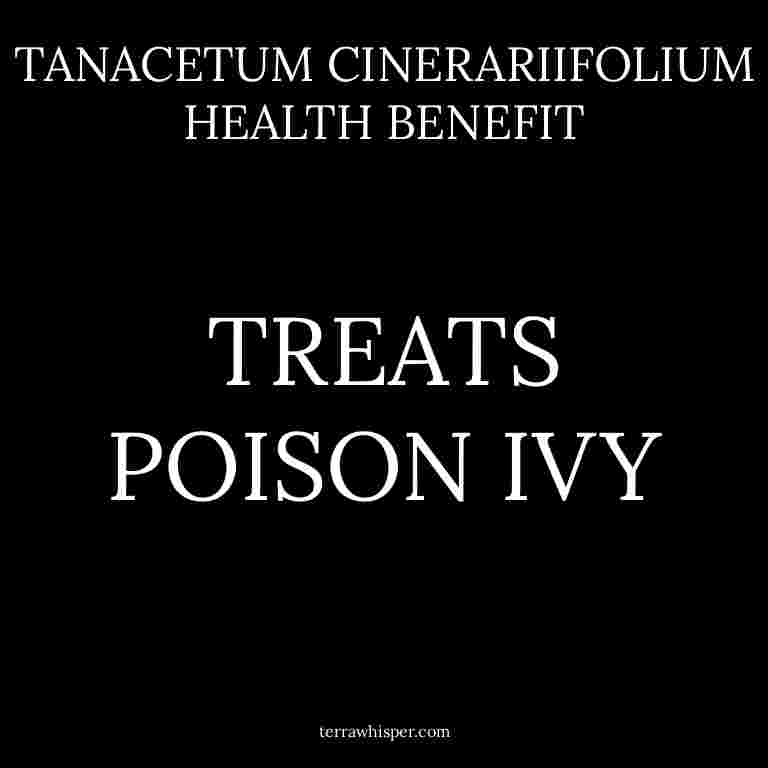 TANACETUM CINERARIIFOLIUM
HEALTH BENEFIT
TREATS
POISON IVY
terrawhisper.com